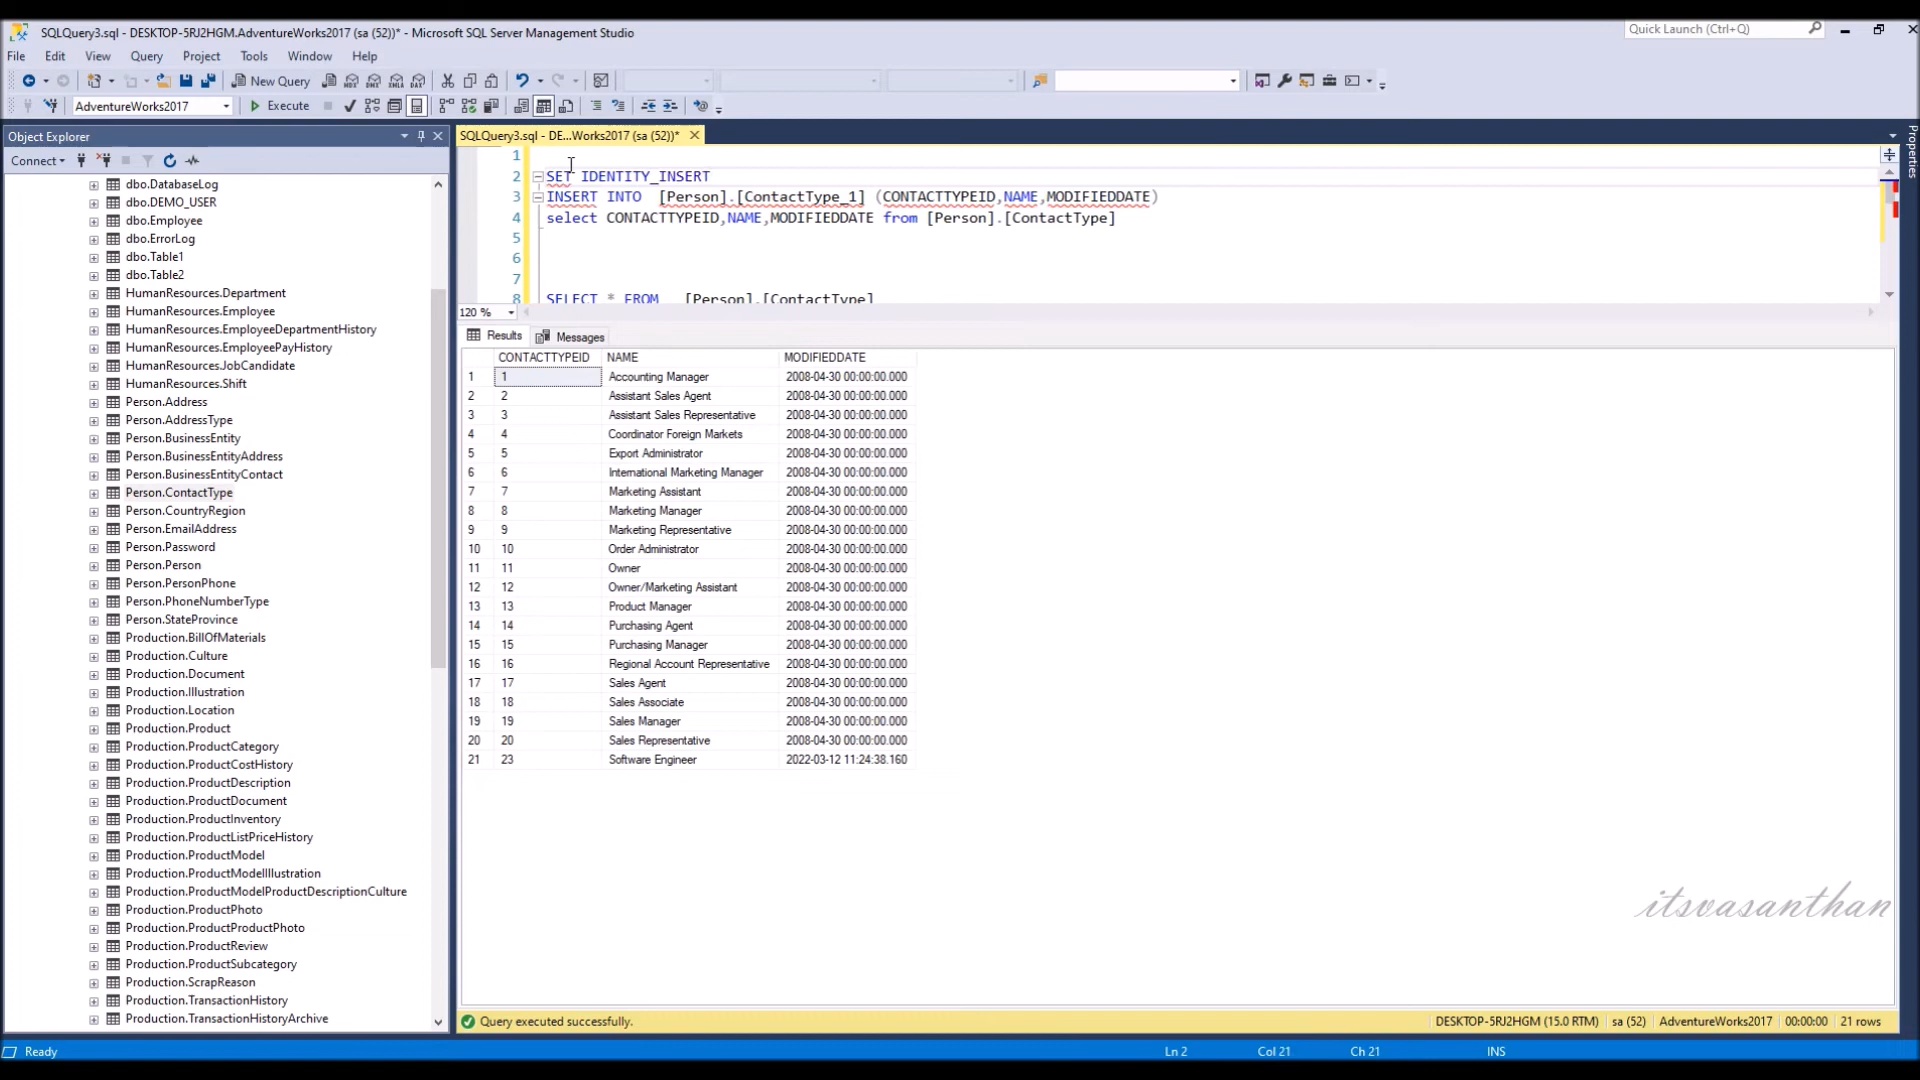 SQLQuery3.sql - DESKTOP-5RJ2HGM.AdventureWorks2017 (sa (52))* - Microsoft SQL Server Management Studio
Quick Launch (Ctrl+Q)
File Edit View Query Project Tools Window Help
New Query
AdventureWorks2017 Execute
Object Explorer
Connect
dbo.DatabaseLog
dbo.DEMO_USER
dbo.Employee
dbo.ErrorLog
dbo.Table1
dbo.Table2
HumanResources.Department
HumanResources.Employee
HumanResources.EmployeeDepartmentHistory
HumanResources.EmployeePayHistory
HumanResources.JobCandidate
HumanResources.Shift
Person.Address
Person.AddressType
Person.BusinessEntity
Person.BusinessEntityAddress
Person.BusinessEntityContact
Person.ContactType
Person.CountryRegion
Person.EmailAddress
Person.Password
Person.Person
Person.PersonPhone
Person.PhoneNumberType
Person.StateProvince
Production.BillOfMaterials
Production.Culture
Production.Document
Production.Illustration
Production.Location
Production.Product
Production.ProductCategory
Production.ProductCostHistory
Production.ProductDescription
Production.ProductDocument
Production.ProductInventory
Production.ProductListPriceHistory
Production.ProductModel
Production.ProductModelIllustration
Production.ProductModelProductDescriptionCulture
Production.ProductPhoto
Production.ProductProductPhoto
Production.ProductReview
Production.ProductSubcategory
Production.ScrapReason
Production.TransactionHistory
Production.TransactionHistoryArchive
SQLQuery3.sql - DE...Works2017 (sa (52))*
Properties
1
2 SET IDENTITY_INSERT
3 INSERT INTO [Person].[ContactType_1] (CONTACTTYPEID,NAME,MODIFIEDDATE)
4 select CONTACTTYPEID,NAME,MODIFIEDDATE from [Person].[ContactType]
5
6
7
8 SELECT * FROM [Person].[ContactType]
120 %
Results Messages
CONTACTTYPEID NAME MODIFIEDDATE
1 1 Accounting Manager 2008-04-30 00:00:00.000
2 2 Assistant Sales Agent 2008-04-30 00:00:00.000
3 3 Assistant Sales Representative 2008-04-30 00:00:00.000
4 4 Coordinator Foreign Markets 2008-04-30 00:00:00.000
5 5 Export Administrator 2008-04-30 00:00:00.000
6 6 International Marketing Manager 2008-04-30 00:00:00.000
7 7 Marketing Assistant 2008-04-30 00:00:00.000
8 8 Marketing Manager 2008-04-30 00:00:00.000
9 9 Marketing Representative 2008-04-30 00:00:00.000
10 10 Order Administrator 2008-04-30 00:00:00.000
11 11 Owner 2008-04-30 00:00:00.000
12 12 Owner/Marketing Assistant 2008-04-30 00:00:00.000
13 13 Product Manager 2008-04-30 00:00:00.000
14 14 Purchasing Agent 2008-04-30 00:00:00.000
15 15 Purchasing Manager 2008-04-30 00:00:00.000
16 16 Regional Account Representative 2008-04-30 00:00:00.000
17 17 Sales Agent 2008-04-30 00:00:00.000
18 18 Sales Associate 2008-04-30 00:00:00.000
19 19 Sales Manager 2008-04-30 00:00:00.000
20 20 Sales Representative 2008-04-30 00:00:00.000
21 23 Software Engineer 2022-03-12 11:24:38.160
itsvasanthan
Query executed successfully. DESKTOP-5RJ2HGM (15.0 RTM) sa (52) AdventureWorks2017 00:00:00 21 rows
Ready Ln 2 Col 21 Ch 21 INS